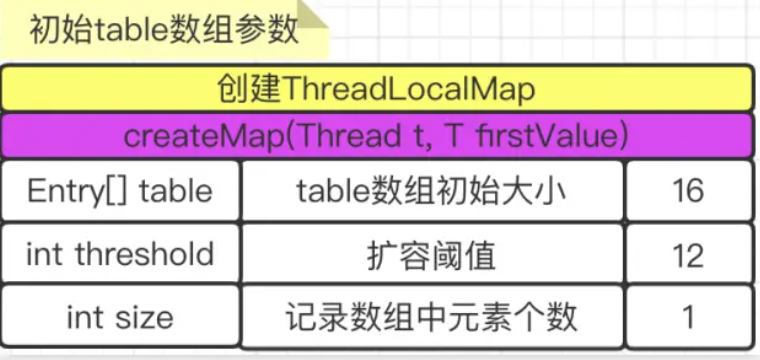 初始table数组参数
创建ThreadLocalMap
createMap(Thread t, T firstValue)
Entry[] table table数组初始大小 16
int threshold 扩容阈值 12
int size 记录数组中元素个数 1